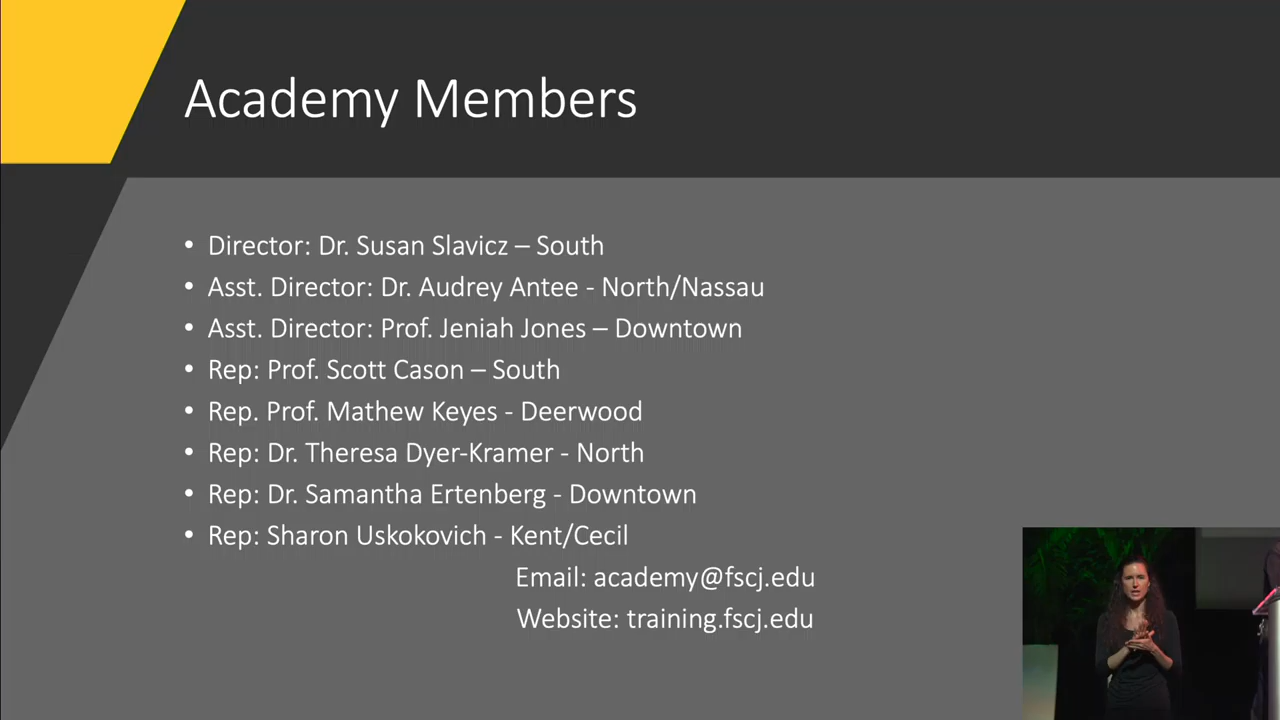 Academy Members
• Director: Dr. Susan Slavicz – South
• Asst. Director: Dr. Audrey Antee - North/Nassau
• Asst. Director: Prof. Jeniah Jones – Downtown
• Rep: Prof. Scott Cason – South
• Rep. Prof. Mathew Keyes - Deerwood
• Rep: Dr. Theresa Dyer-Kramer - North
• Rep: Dr. Samantha Ertenberg - Downtown
• Rep: Sharon Uskokovich - Kent/Cecil
Email: academy@fscj.edu
Website: training.fscj.edu